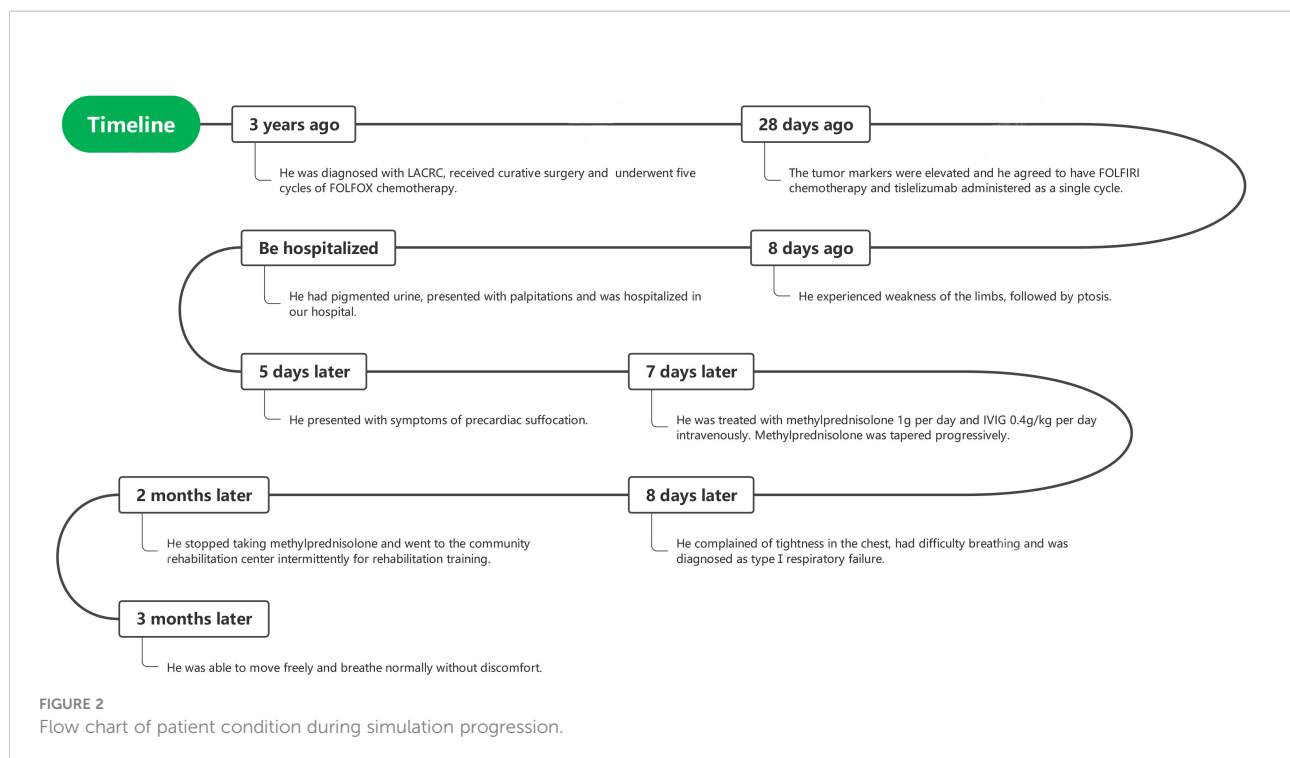 Timeline
3 years ago
He was diagnosed with LACRC, received curative surgery and underwent five
cycles of FOLFOX chemotherapy.
28 days ago
The tumor markers were elevated and he agreed to have FOLFIRI
chemotherapy and tislelizumab administered as a single cycle.
8 days ago
He experienced weakness of the limbs, followed by ptosis.
Be hospitalized
He had pigmented urine, presented with palpitations and was hospitalized in
our hospital.
5 days later
He presented with symptoms of precardiac suffocation.
7 days later
He was treated with methylprednisolone 1g per day and IVIG 0.4g/kg per day
intravenously. Methylprednisolone was tapered progressively.
8 days later
He complained of tightness in the chest, had difficulty breathing and was
diagnosed as type I respiratory failure.
2 months later
He stopped taking methylprednisolone and went to the community
rehabilitation center intermittently for rehabilitation training.
3 months later
He was able to move freely and breathe normally without discomfort.
FIGURE 2
Flow chart of patient condition during simulation progression.